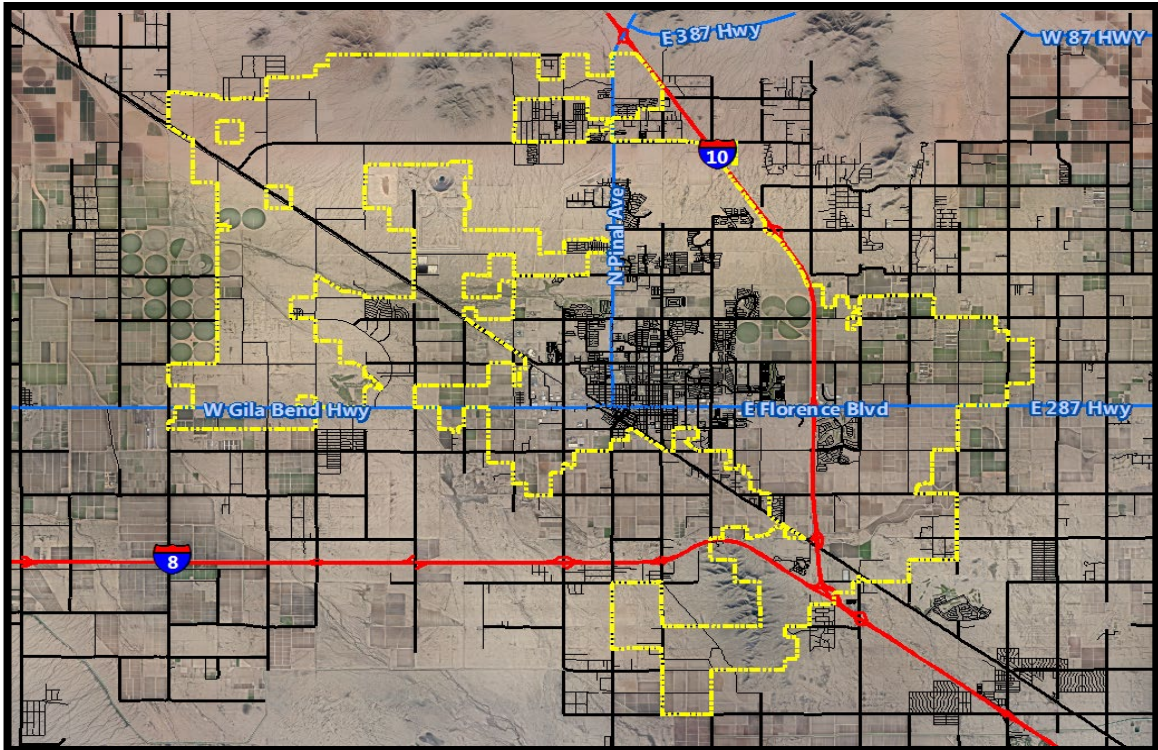 E 387 Hwy
W 87 HWY
10
N Pinal Ave
W Gila Bend Hwy
E Florence Blvd
E 287 Hwy
8